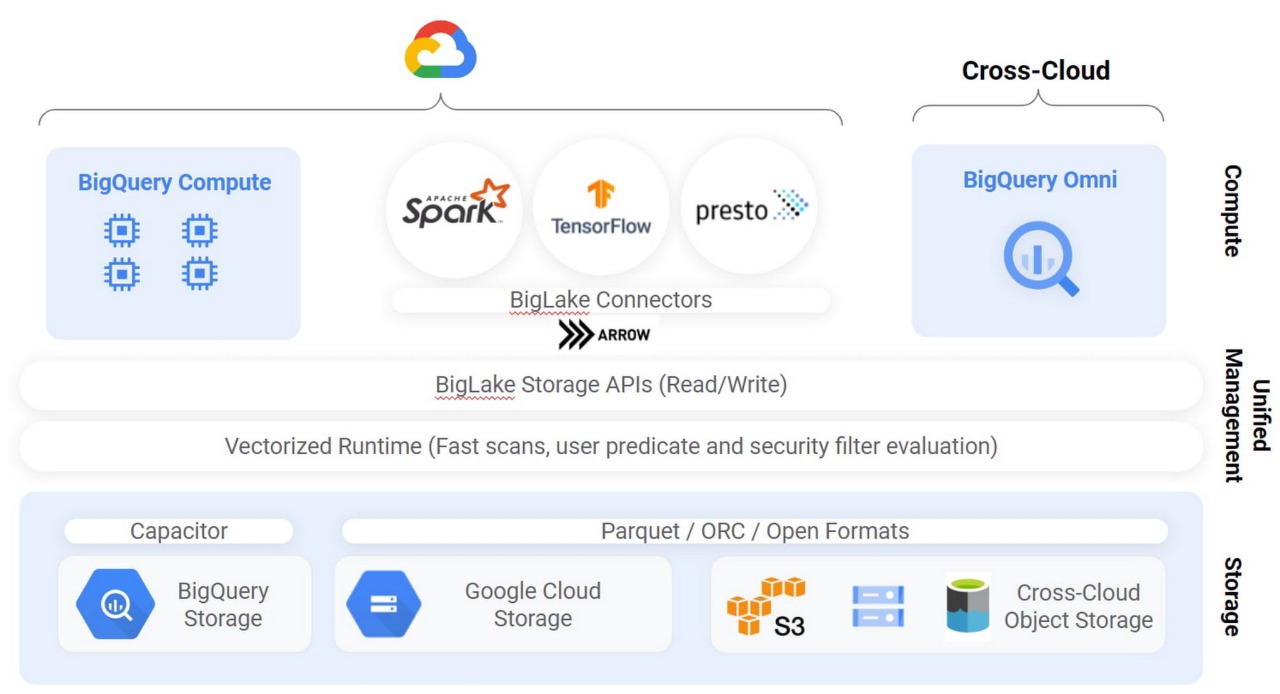 Cross-Cloud
BigQuery Compute
APACHE
Spark
TensorFlow
presto
BigQuery Omni
Compute
BigLake Connectors
ARROW
BigLake Storage APIs (Read/Write)
Vectorized Runtime (Fast scans, user predicate and security filter evaluation)
Unified
Management
Capacitor
Parquet / ORC / Open Formats
BigQuery
Storage
Google Cloud
Storage
S3
Cross-Cloud
Object Storage
Storage